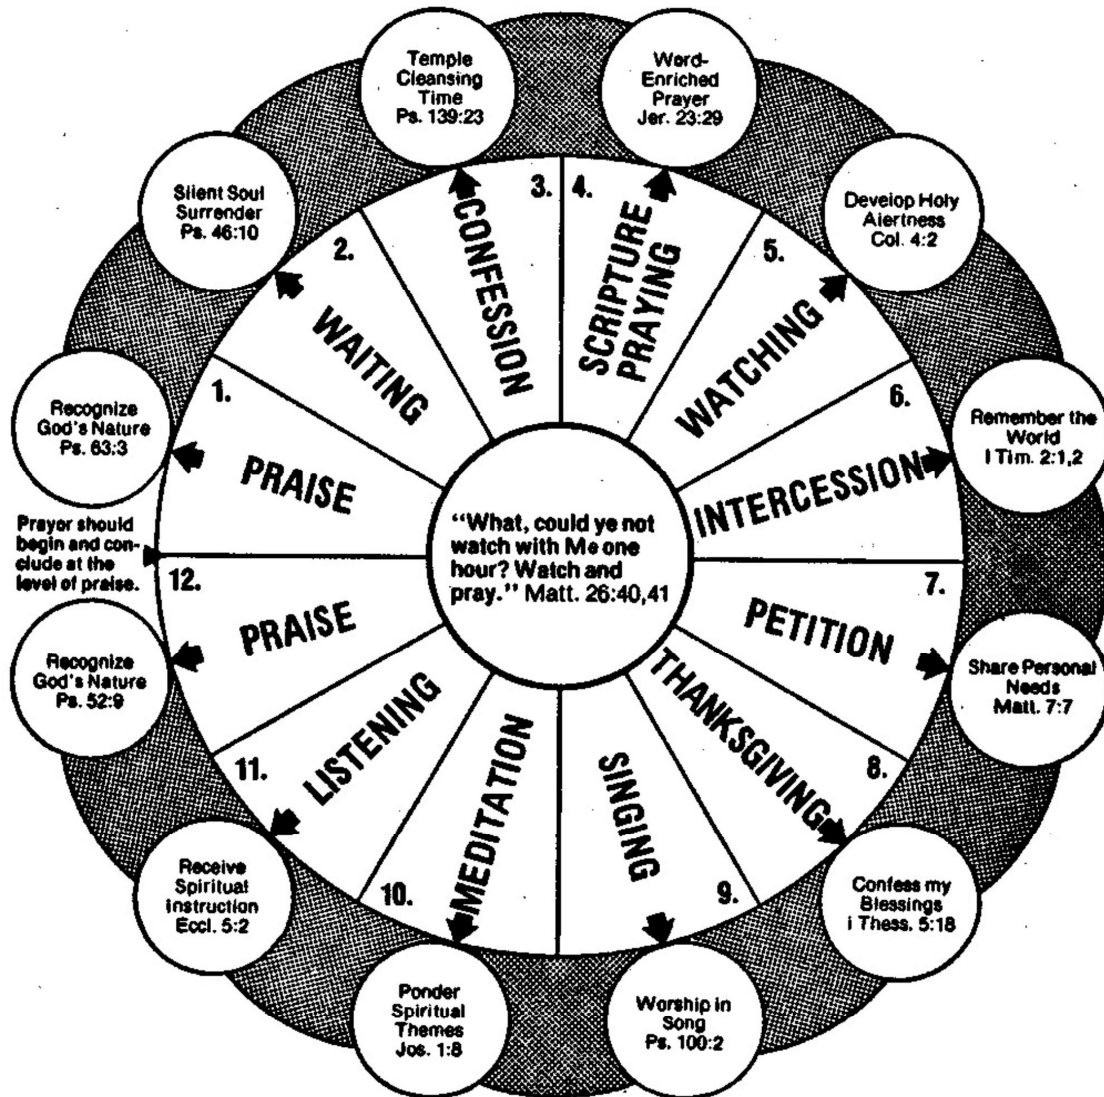 Temple
Cleansing
Time
Ps. 139:23
Word-
Enriched
Prayer
Jer. 23:29
Silent Soul
Surrender
Ps. 46:10
Develop Holy
Alertness
Col. 4:2
Recognize
God's Nature
Ps. 63:3
Remember the
World
I Tim. 2:1,2
Prayer should
begin and con-
clude at the
level of praise.
Recognize
God's Nature
Ps. 52:9
Share Personal
Needs
Matt. 7:7
Receive
Spiritual
Instruction
Eccl. 5:2
Confess my
Blessings
i Thess. 5:18
Ponder
Spiritual
Themes
Jos. 1:8
Worship in
Song
Ps. 100:2
1.
PRAISE
2.
WAITING
3.
CONFESSION
4.
SCRIPTURE
PRAYING
5.
WATCHING
6.
INTERCESSION
7.
PETITION
8.
THANKSGIVING
9.
SINGING
10.
MEDITATION
11.
LISTENING
12.
PRAISE
"What, could ye not
watch with Me one
hour? Watch and
pray." Matt. 26:40,41